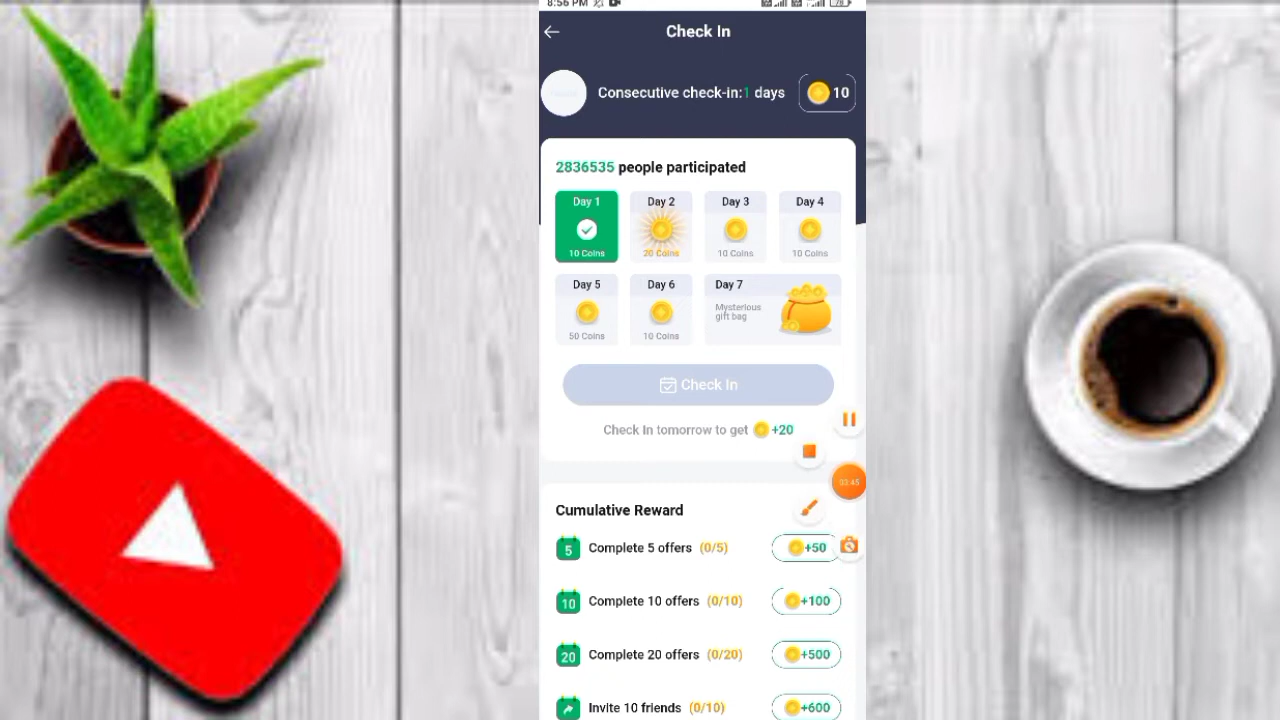 8:56 PM
Check In
Consecutive check-in:1 days
10
2836535 people participated
Day 1
Day 2
Day 3
Day 4
10 Coins
20 Coins
10 Coins
10 Coins
Day 5
Day 6
Day 7
Mysterious
gift bag
50 Coins
10 Coins
Check In
Check In tomorrow to get +20
03:45
Cumulative Reward
5 Complete 5 offers (0/5) +50
10 Complete 10 offers (0/10) +100
20 Complete 20 offers (0/20) +500
Invite 10 friends (0/10) +600